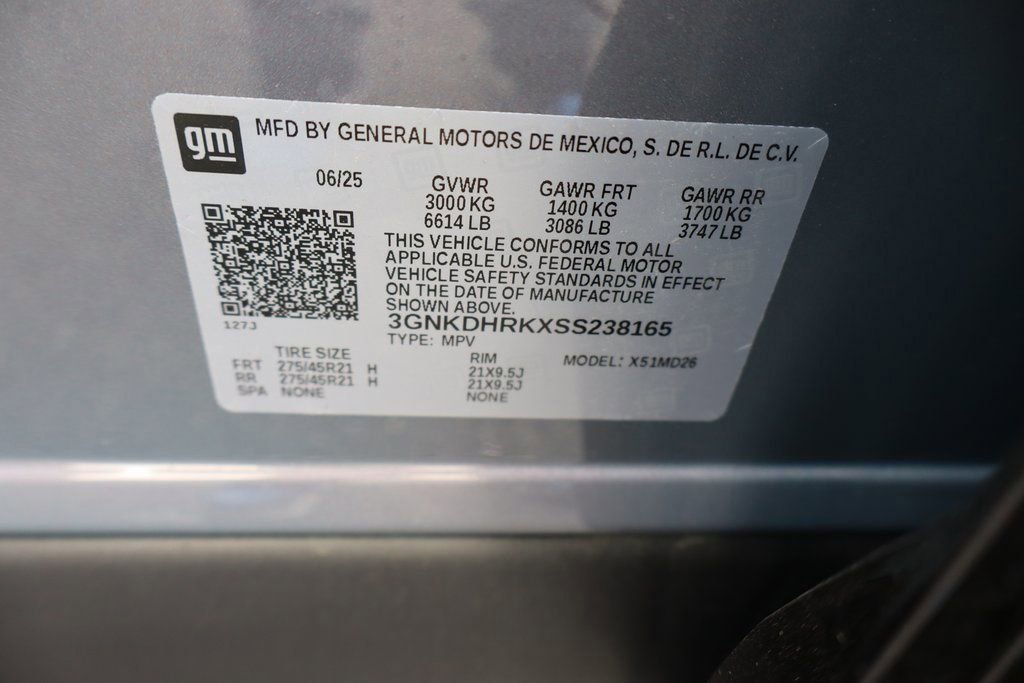 gm
MFD BY GENERAL MOTORS DE MEXICO, S. DE R.L. DE C.V.
06/25 GVWR GAWR FRT GAWR RR
3000 KG 1400 KG 1700 KG
6614 LB 3086 LB 3747 LB
THIS VEHICLE CONFORMS TO ALL
APPLICABLE U.S. FEDERAL MOTOR
VEHICLE SAFETY STANDARDS IN EFFECT
ON THE DATE OF MANUFACTURE
SHOWN ABOVE.
3GNKDHRKXSS238165
127J
TYPE: MPV
TIRE SIZE RIM MODEL: X51MD26
FRT 275/45R21 H 21X9.5J
RR 275/45R21 H 21X9.5J
SPA NONE NONE